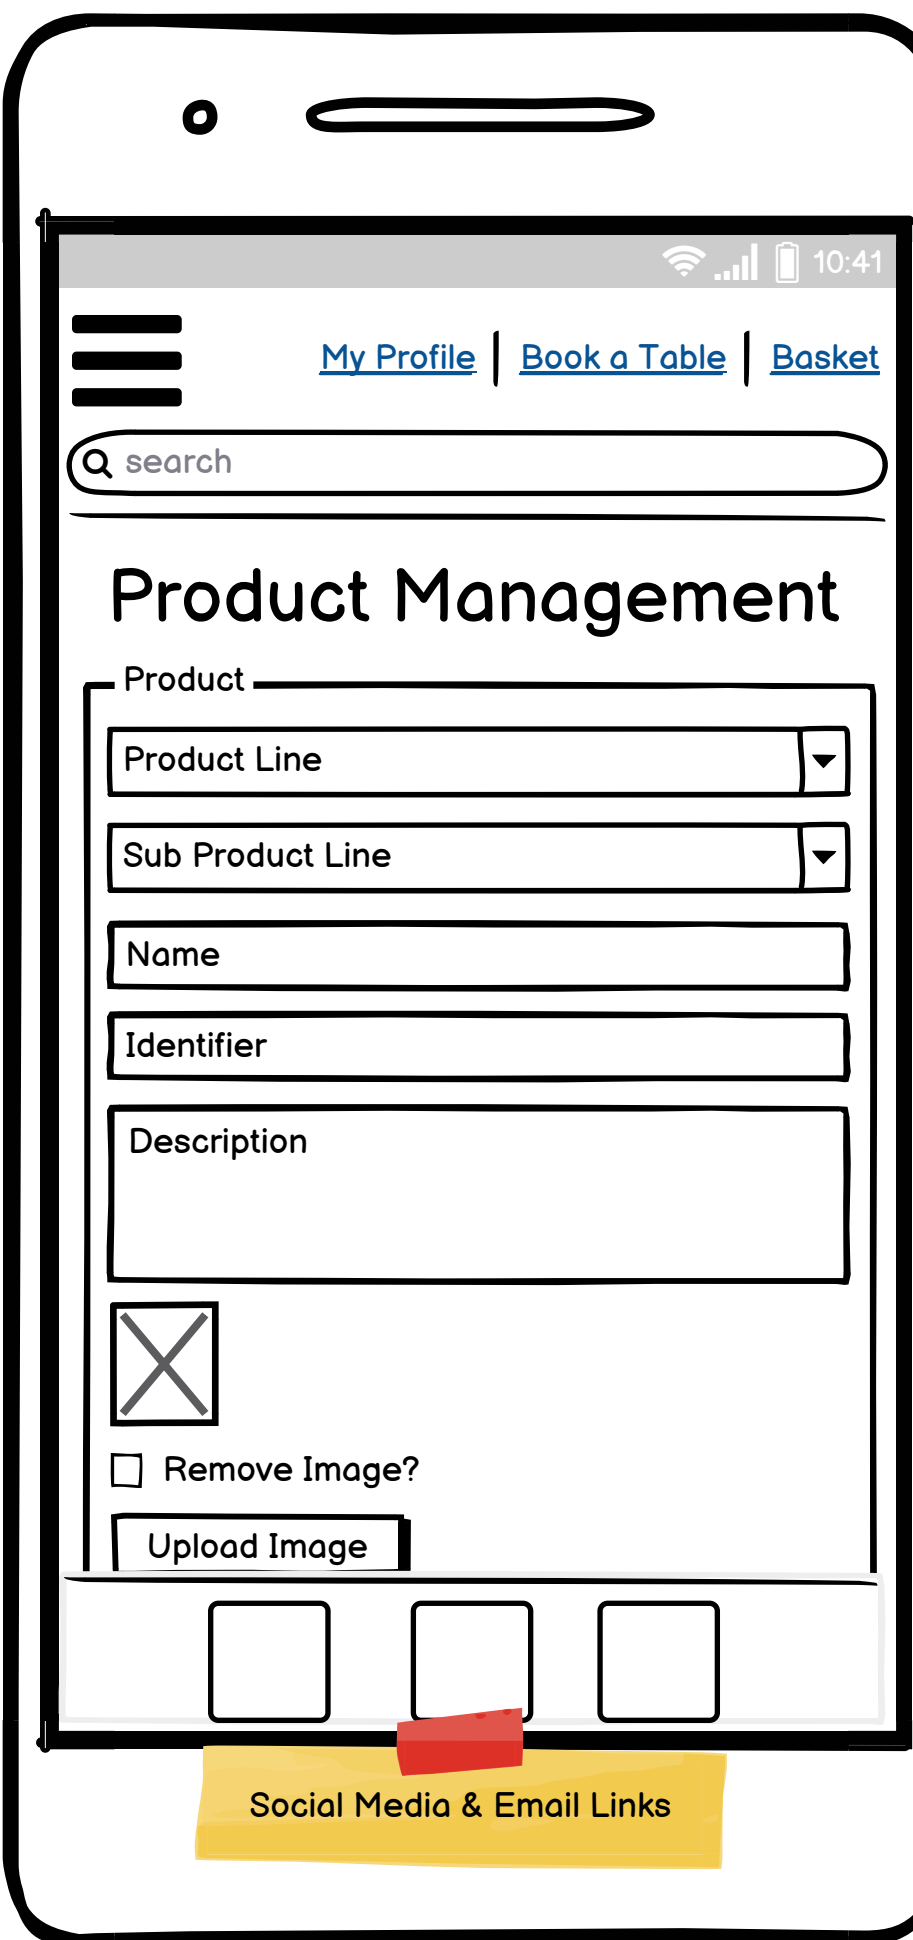 10:41
My Profile Book a Table Basket
search
Product Management
Product
Product Line
Sub Product Line
Name
Identifier
Description
Remove Image?
Upload Image
Social Media & Email Links